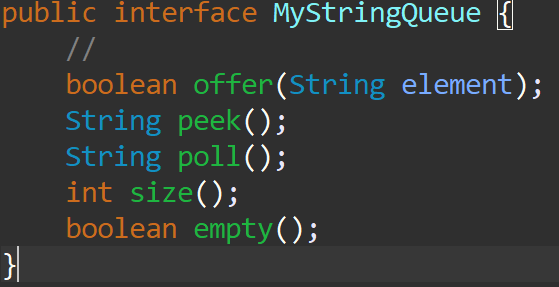 public interface MyStringQueue {
    //
    boolean offer(String element);
    String peek();
    String poll();
    int size();
    boolean empty();
}